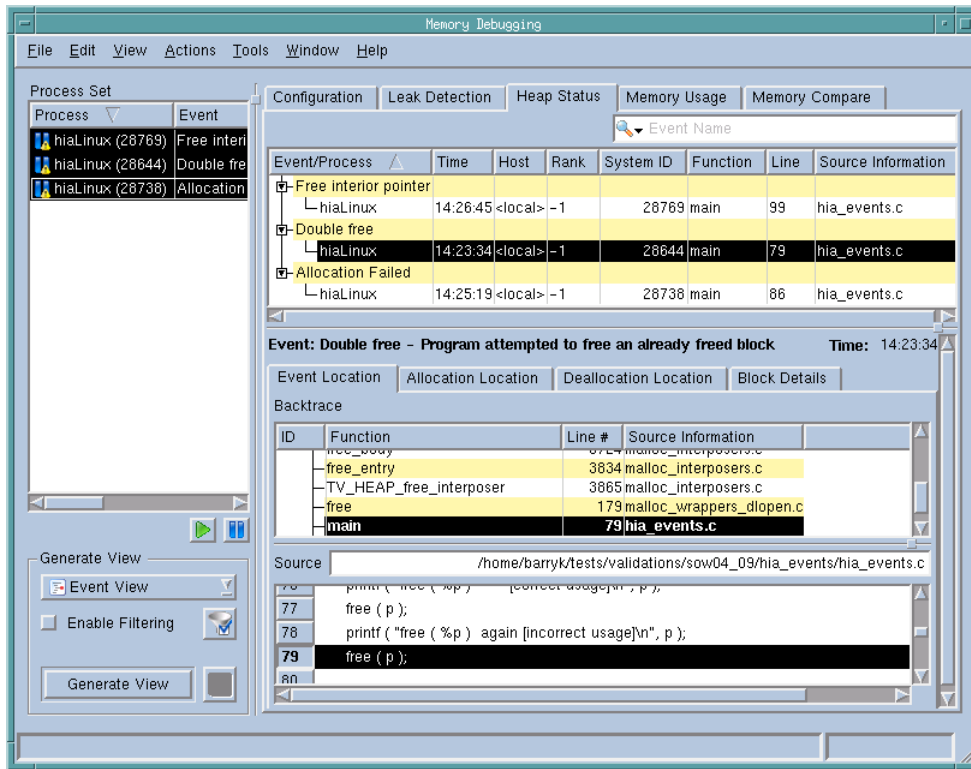 Memory Debugging
File Edit View Actions Tools Window Help
Process Set
Process Event
hiaLinux (28769) Free interi
hiaLinux (28644) Double fre
hiaLinux (28738) Allocation
Generate View
Event View
Enable Filtering
Generate View
Configuration Leak Detection Heap Status Memory Usage Memory Compare
Event Name
Event/Process Time Host Rank System ID Function Line Source Information
Free interior pointer
hiaLinux 14:26:45 <local> -1 28769 main 99 hia_events.c
Double free
hiaLinux 14:23:34 <local> -1 28644 main 79 hia_events.c
Allocation Failed
hiaLinux 14:25:19 <local> -1 28738 main 86 hia_events.c
Event: Double free - Program attempted to free an already freed block Time: 14:23:34
Event Location Allocation Location Deallocation Location Block Details
Backtrace
ID Function Line # Source Information
free_body malloc_interposers.c
free_entry 3834 malloc_interposers.c
TV_HEAP_free_interposer 3865 malloc_interposers.c
free 179 malloc_wrappers_dlopen.c
main 79 hia_events.c
Source /home/barryk/tests/validations/sow04_09/hia_events/hia_events.c
printf ( "free ( %p ) [correct usage]\n", p );
77 free ( p );
78 printf ( "free ( %p ) again [incorrect usage]\n", p );
79 free ( p );
80